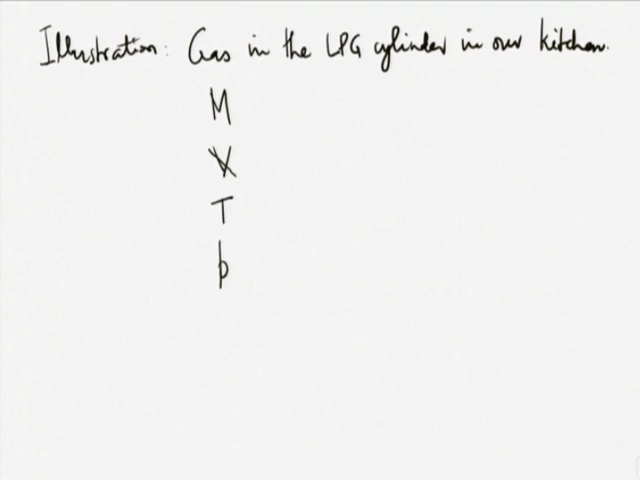 Illustration: Gas in the LPG cylinder in our kitchen.
M
V
T
p